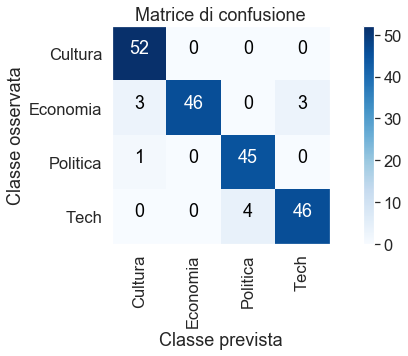 Matrice di confusione
Classe osservata
Cultura 52 0 0 0
Economia 3 46 0 3
Politica 1 0 45 0
Tech 0 0 4 46
Cultura Economia Politica Tech
Classe prevista
50
40
30
20
10
0